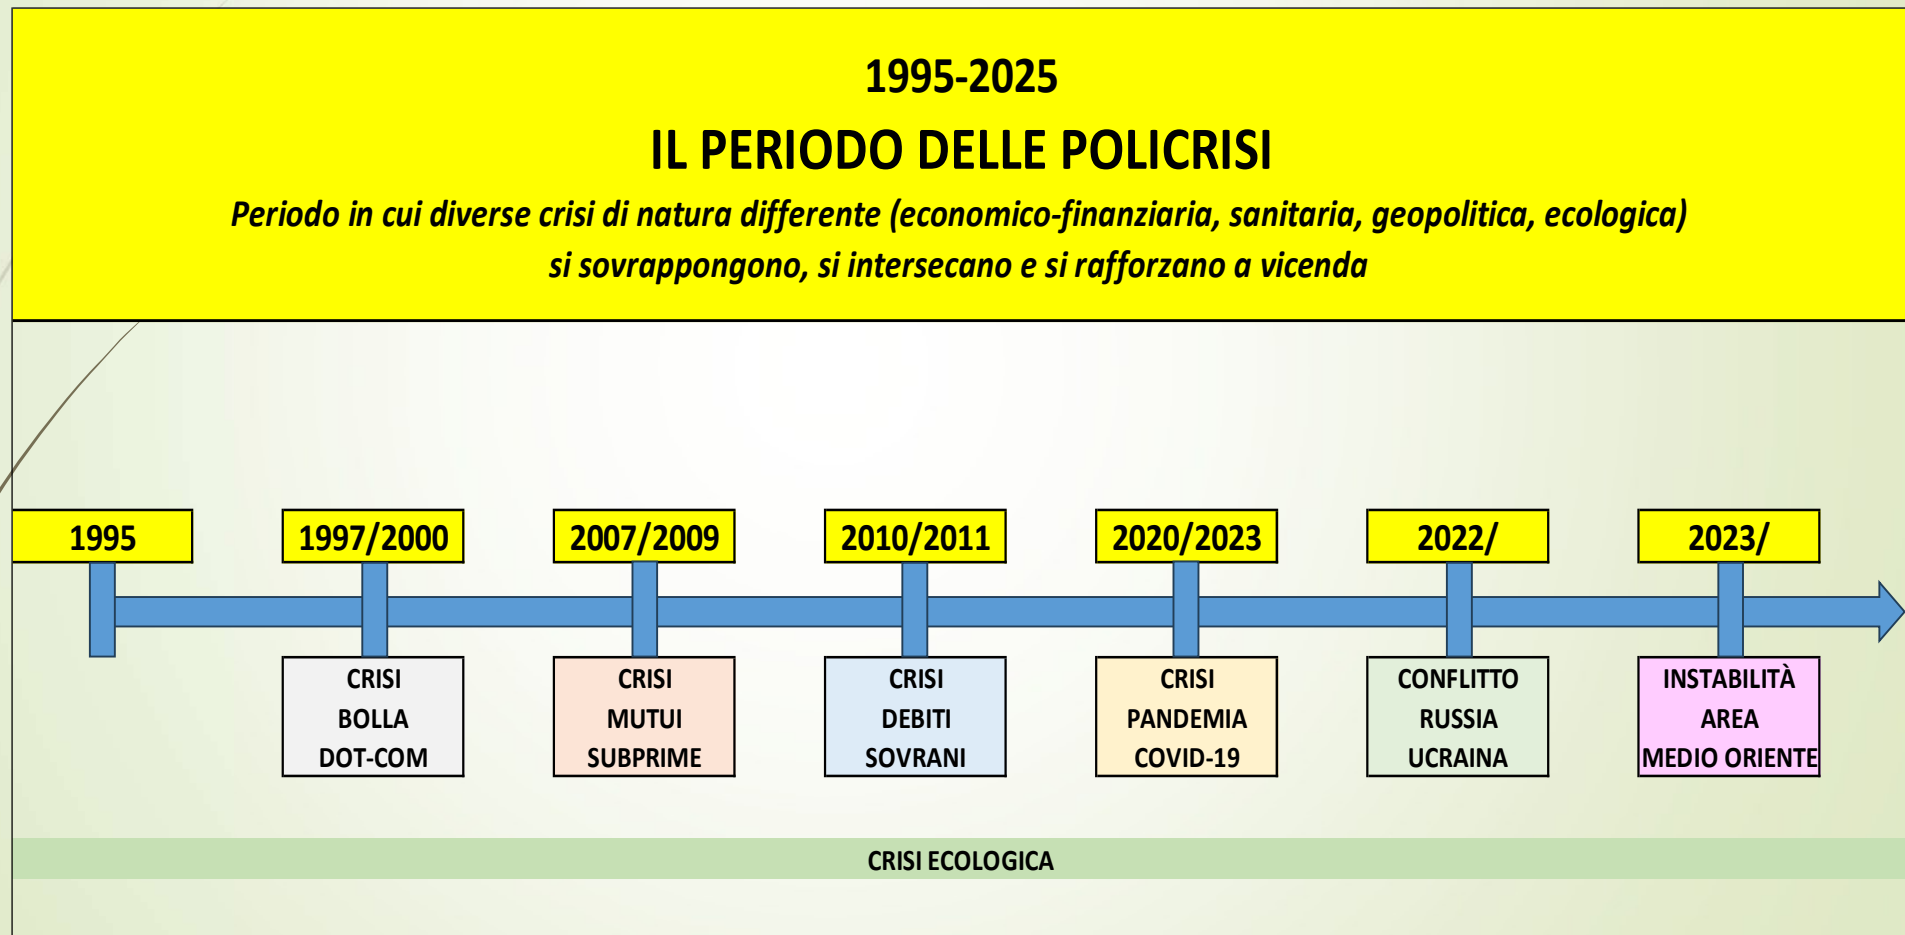 1995-2025
IL PERIODO DELLE POLICRISI
Periodo in cui diverse crisi di natura differente (economico-finanziaria, sanitaria, geopolitica, ecologica)
si sovrappongono, si intersecano e si rafforzano a vicenda
1995
1997/2000
2007/2009
2010/2011
2020/2023
2022/
2023/
CRISI
BOLLA
DOT-COM
CRISI
MUTUI
SUBPRIME
CRISI
DEBITI
SOVRANI
CRISI
PANDEMIA
COVID-19
CONFLITTO
RUSSIA
UCRAINA
INSTABILITÀ
AREA
MEDIO ORIENTE
CRISI ECOLOGICA